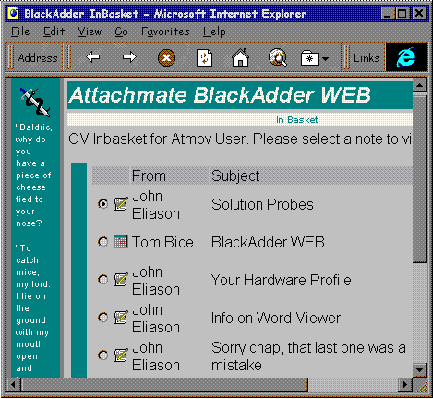 BlackAdder InBasket - Microsoft Internet Explorer
File Edit View Go Favorites Help
Address Links
Attachmate BlackAdder WEB
In Basket
CV Inbasket for Atmov User. Please select a note to vi
From Subject
John Eliason Solution Probes
Tom Rice BlackAdder WEB
John Eliason Your Hardware Profile
John Eliason Info on Word Viewer
John Eliason Sorry chap, that last one was a mistake
"Baldric,
why do
you
have a
piece of
cheese
tied to
your
nose?
"To
catch
mice,
my lord.
I lie on
the
ground
with my
mouth
open
and